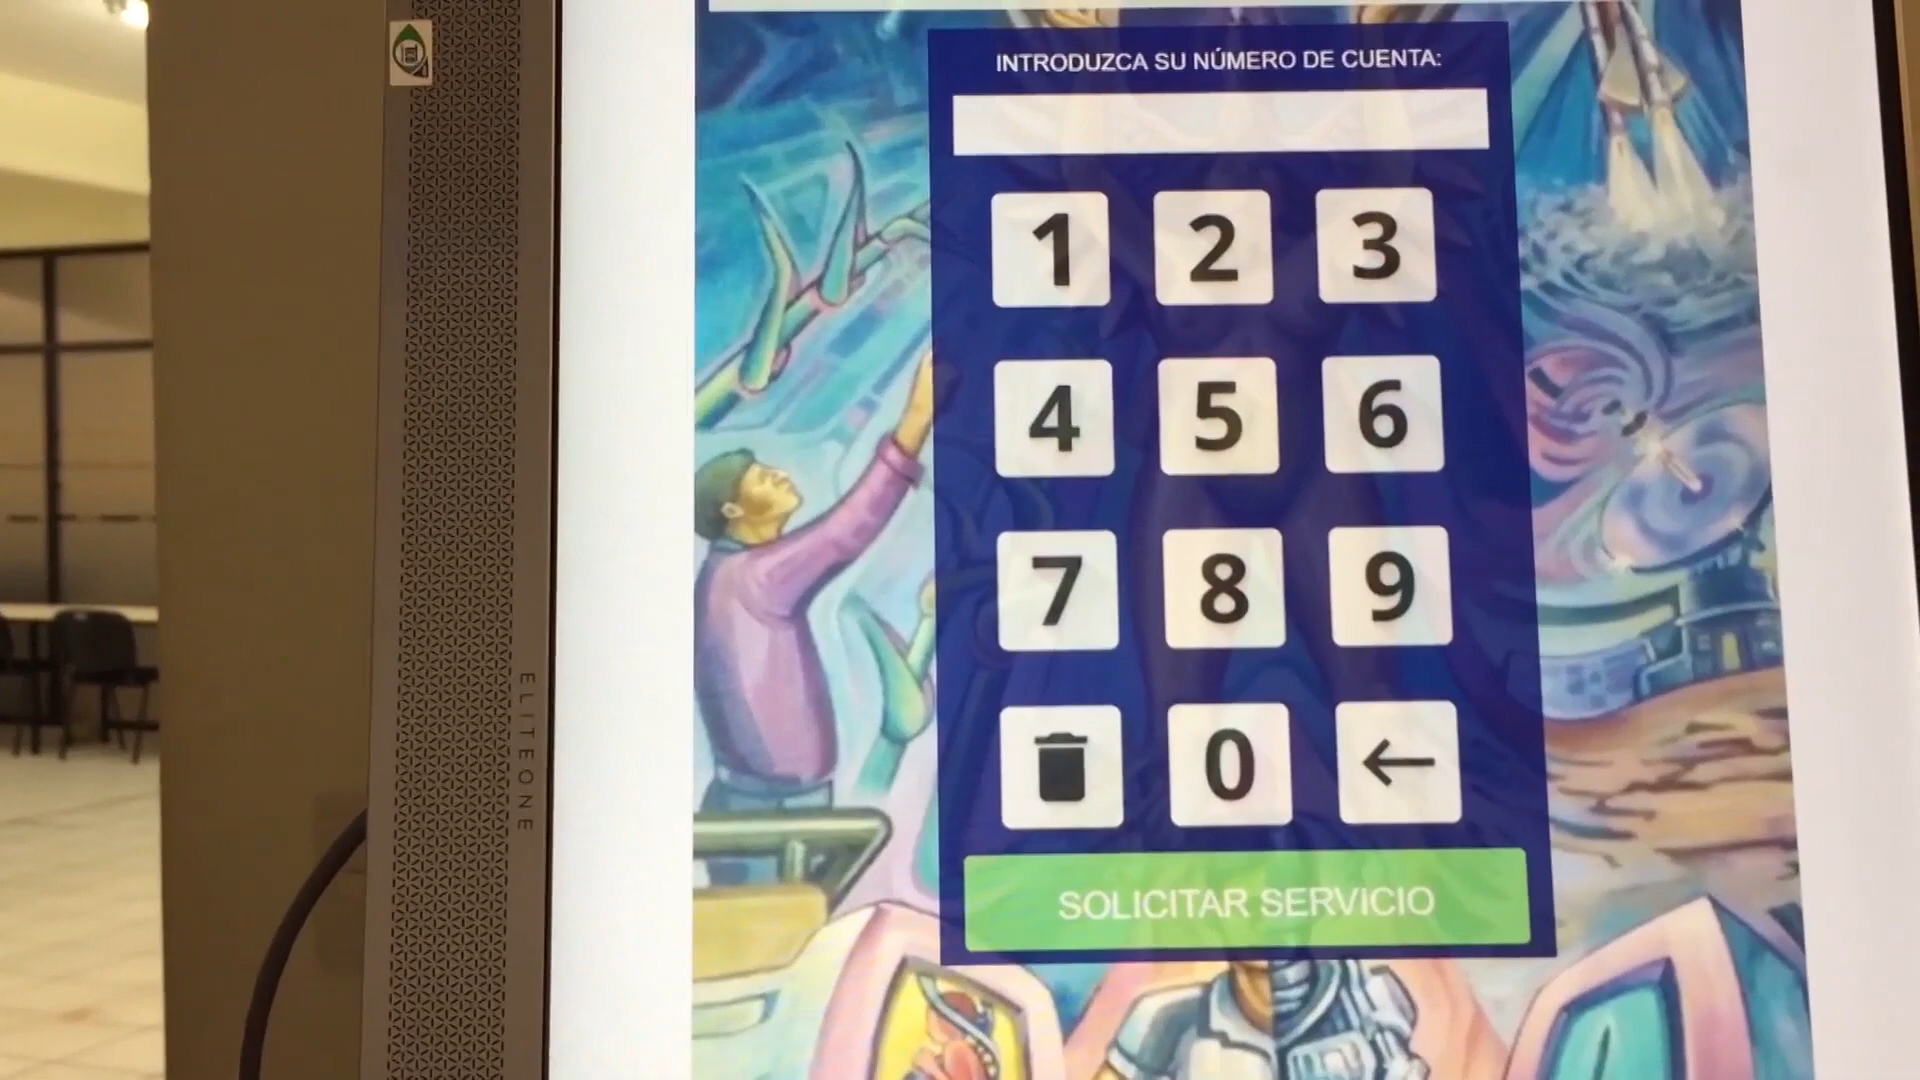 INTRODUZCA SU NÚMERO DE CUENTA:
1 2 3
4 5 6
7 8 9
0
SOLICITAR SERVICIO
ELITEONE